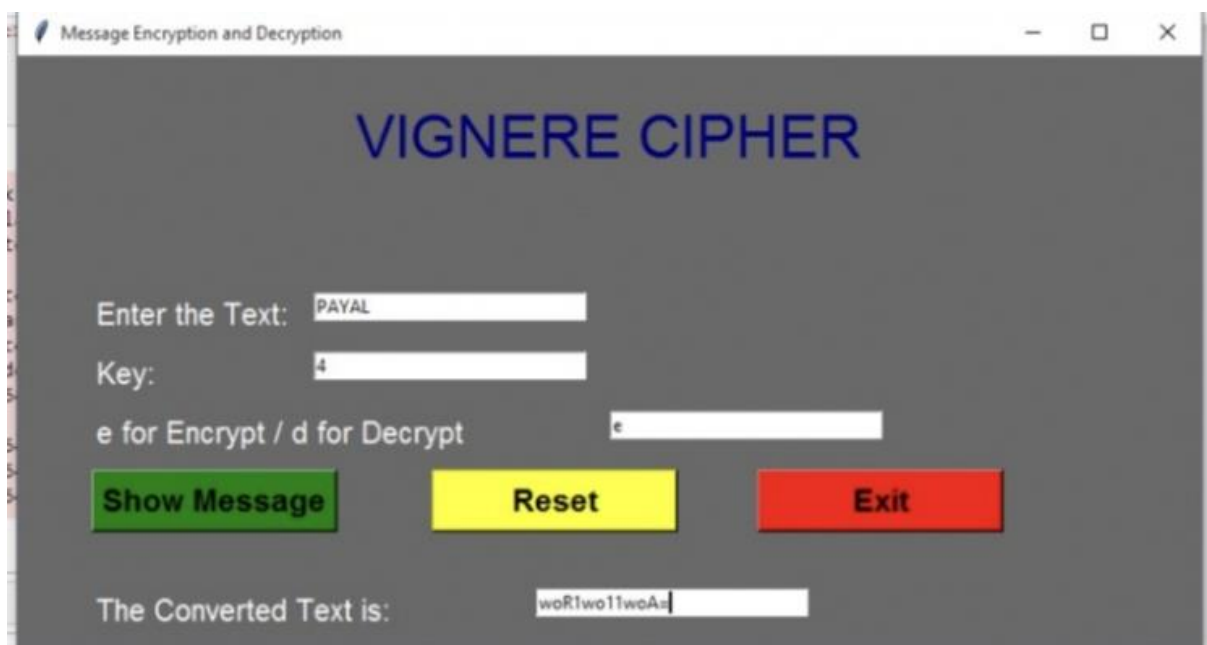 Message Encryption and Decryption
VIGNERE CIPHER
Enter the Text: PAYAL
Key: 4
e for Encrypt / d for Decrypt e
Show Message Reset Exit
The Converted Text is: woR1wo11woA=